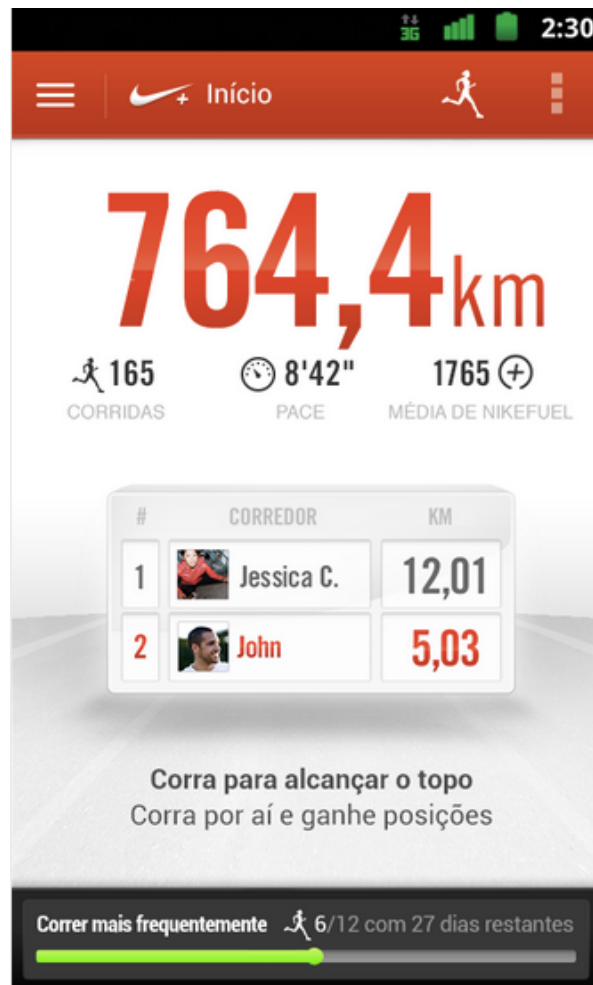 3G 2:30
+ Início
764,4km
165 8'42" 1765
CORRIDAS PACE MÉDIA DE NIKEFUEL
# CORREDOR KM
1 Jessica C. 12,01
2 John 5,03
Corra para alcançar o topo
Corra por aí e ganhe posições
Correr mais frequentemente 6/12 com 27 dias restantes